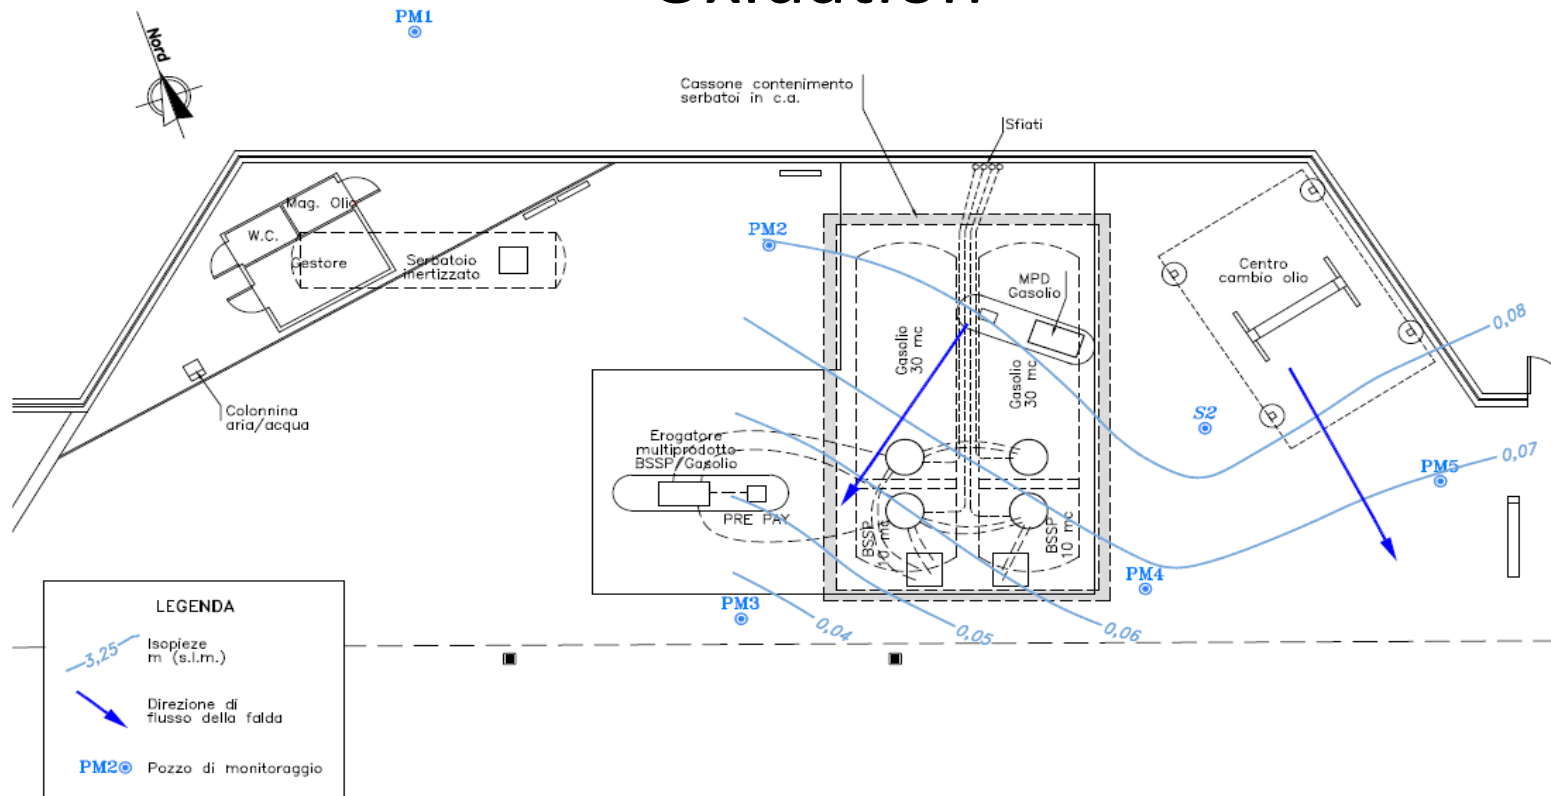 Oxidation
PM1
Nord
Cassone contenimento
serbatoi in c.a.
Sfiati
Mag. Olio
W.C.
Gestore
Serbatoio
inertizzato
PM2
MPD
Gasolio
Centro
cambio olio
0,08
Gasolio
30 mc
Gasolio
30 mc
Colonnina
aria/acqua
S2
Erogatore
multiprodotto
BSSP/Gasolio
0,07
PM5
PRE PAY
BSSP
10 mc
BSSP
10 mc
PM4
PM3
0,04
0,05
0,06
LEGENDA
3,25
Isopieze
m (s.l.m.)
Direzione di
flusso della falda
PM2
Pozzo di monitoraggio